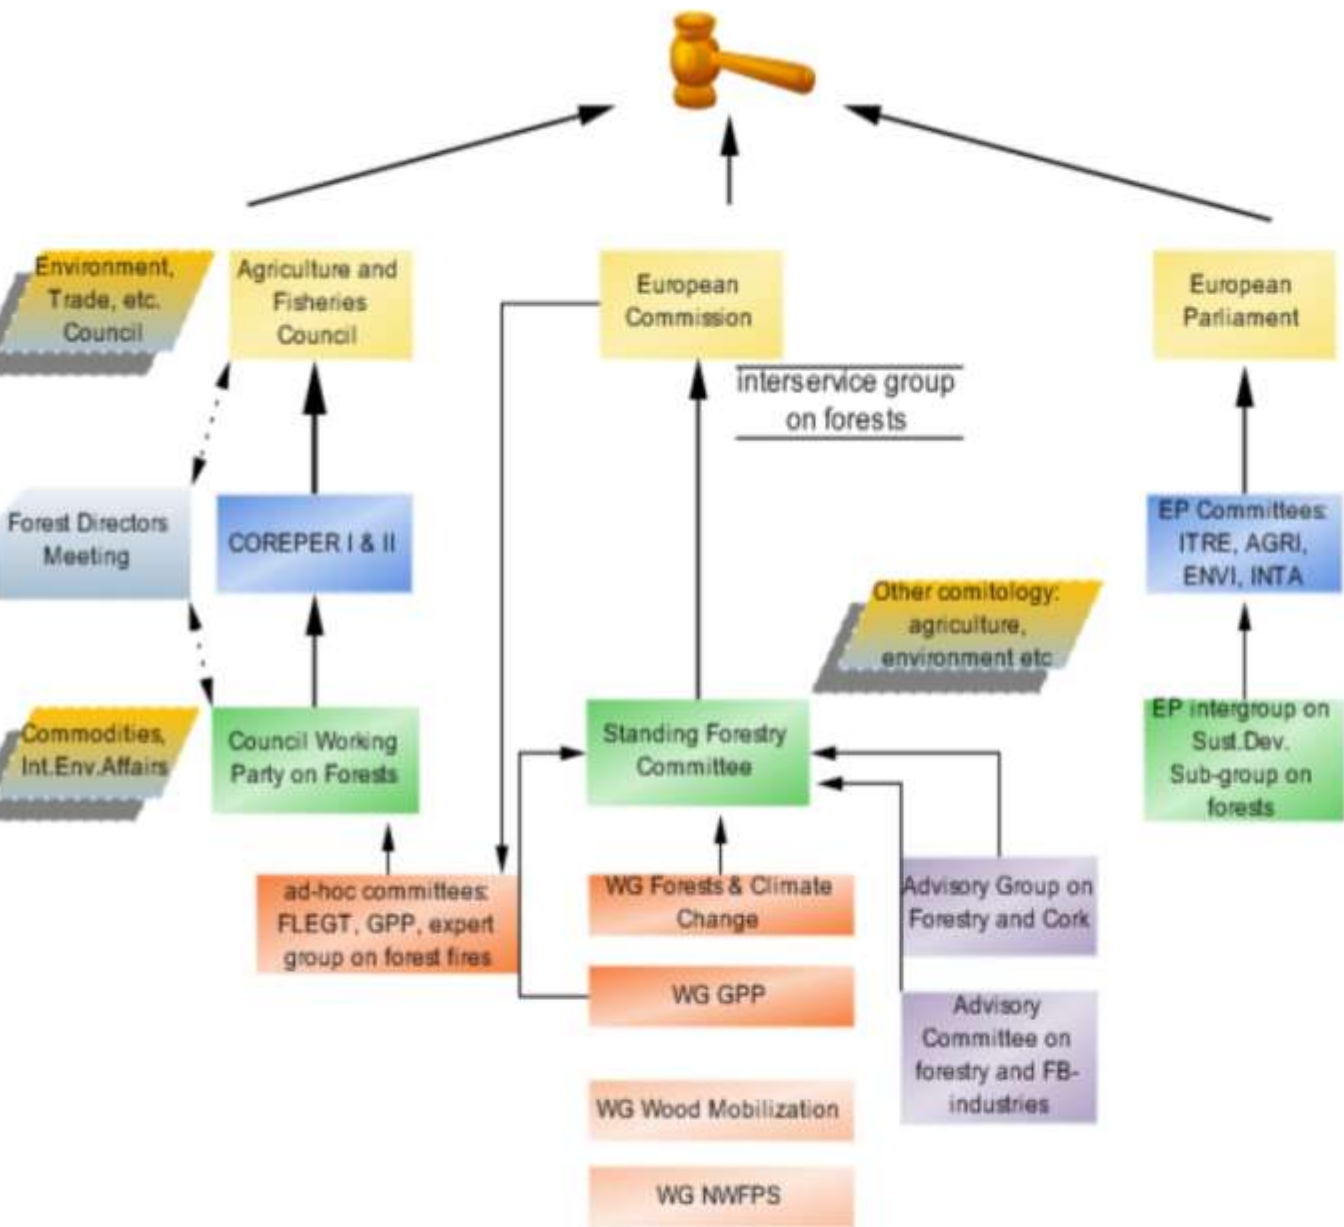 Environment,
Trade, etc.
Council
Agriculture and
Fisheries
Council
European
Commission
European
Parliament
interservice group
on forests
Forest Directors
Meeting
COREPER I & II
EP Committees:
ITRE, AGRI,
ENVI, INTA
Other comitology:
agriculture,
environment etc
Commodities,
Int.Env.Affairs
Council Working
Party on Forests
Standing Forestry
Committee
EP intergroup on
Sust.Dev.
Sub-group on
forests
ad-hoc committees:
FLEGT, GPP, expert
group on forest fires
WG Forests & Climate
Change
Advisory Group on
Forestry and Cork
WG GPP
Advisory
Committee on
forestry and FB-
industries
WG Wood Mobilization
WG NWFPS